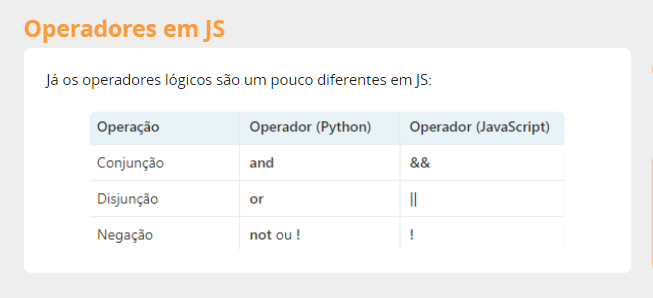 Operadores em JS
Já os operadores lógicos são um pouco diferentes em JS:
Operação Operador (Python) Operador (JavaScript)
Conjunção and &&
Disjunção or ||
Negação not ou ! !